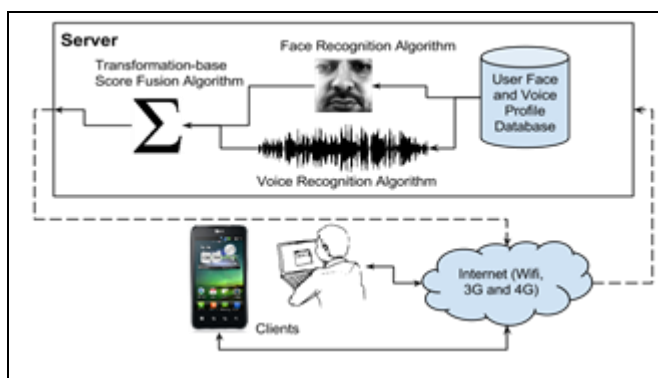 Server
Face Recognition Algorithm
Transformation-base
Score Fusion Algorithm
Σ
User Face
and Voice
Profile
Database
Voice Recognition Algorithm
Internet (Wifi,
3G and 4G)
Clients